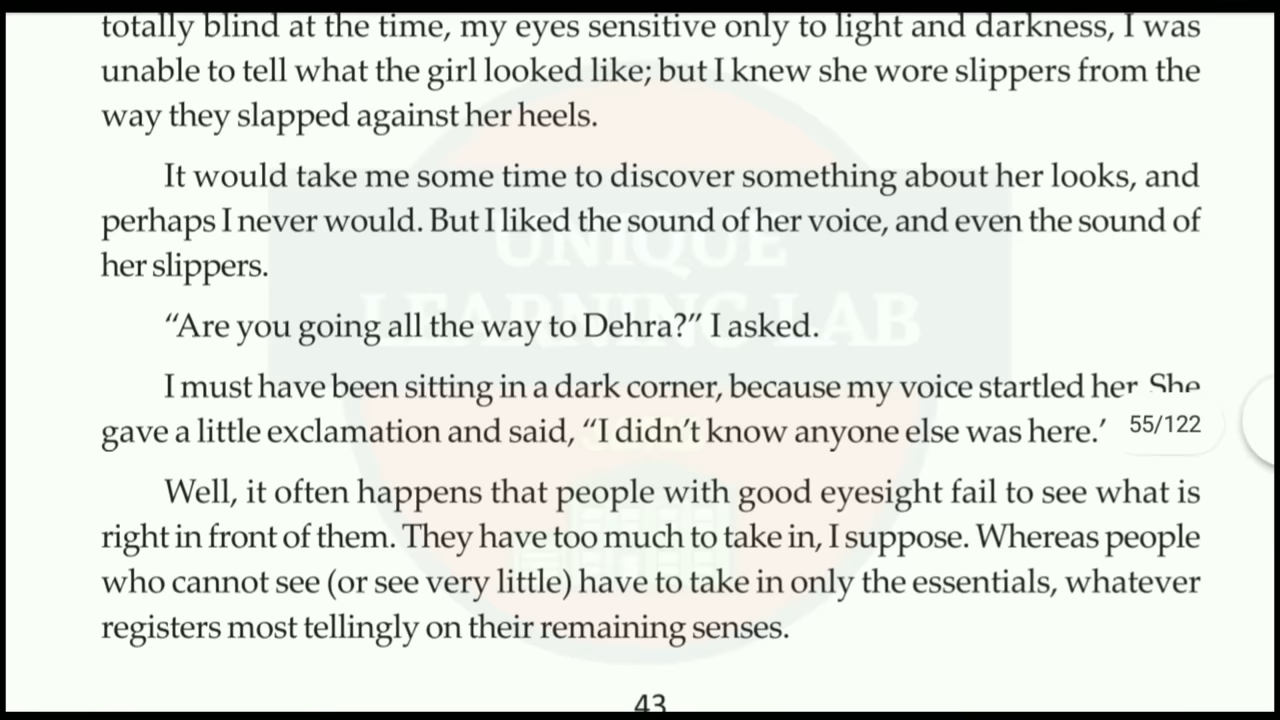 totally blind at the time, my eyes sensitive only to light and darkness, I was
unable to tell what the girl looked like; but I knew she wore slippers from the
way they slapped against her heels.
It would take me some time to discover something about her looks, and
perhaps I never would. But I liked the sound of her voice, and even the sound of
her slippers.
“Are you going all the way to Dehra?” I asked.
I must have been sitting in a dark corner, because my voice startled her She
gave a little exclamation and said, “I didn’t know anyone else was here.’
55/122
Well, it often happens that people with good eyesight fail to see what is
right in front of them. They have too much to take in, I suppose. Whereas people
who cannot see (or see very little) have to take in only the essentials, whatever
registers most tellingly on their remaining senses.
43
UNIQUE
LEARNING LAB